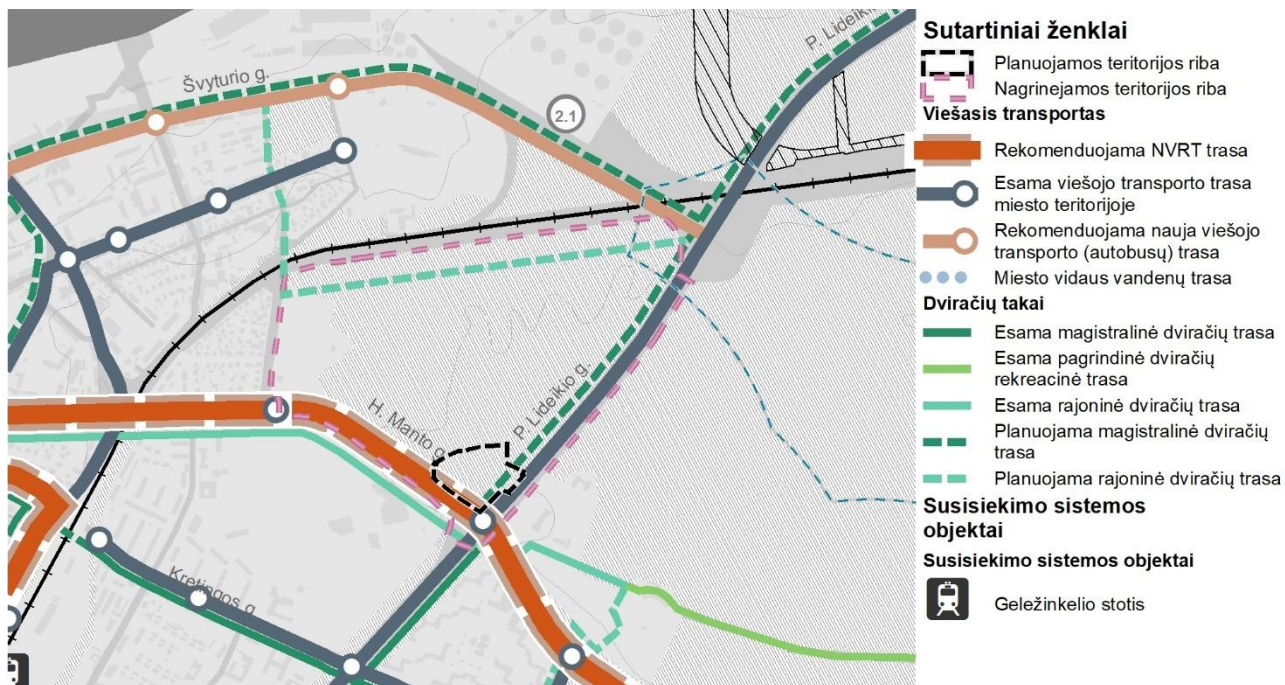 Švyturio g.
P. Lideikio g.
2.1
H. Manto g.
P. Lideikio g.
Kretingos g.
Sutartiniai ženklai
Planuojamos teritorijos riba
Nagrinejamos teritorijos riba
Viešasis transportas
Rekomenduojama NVRT trasa
Esama viešojo transporto trasa
miesto teritorijoje
Rekomenduojama nauja viešojo
transporto (autobusų) trasa
Miesto vidaus vandenų trasa
Dviračių takai
Esama magistralinė dviračių trasa
Esama pagrindinė dviračių
rekreacinė trasa
Esama rajoninė dviračių trasa
Planuojama magistralinė dviračių
trasa
Planuojama rajoninė dviračių trasa
Susisiekimo sistemos
objektai
Susisiekimo sistemos objektai
Geležinkelio stotis